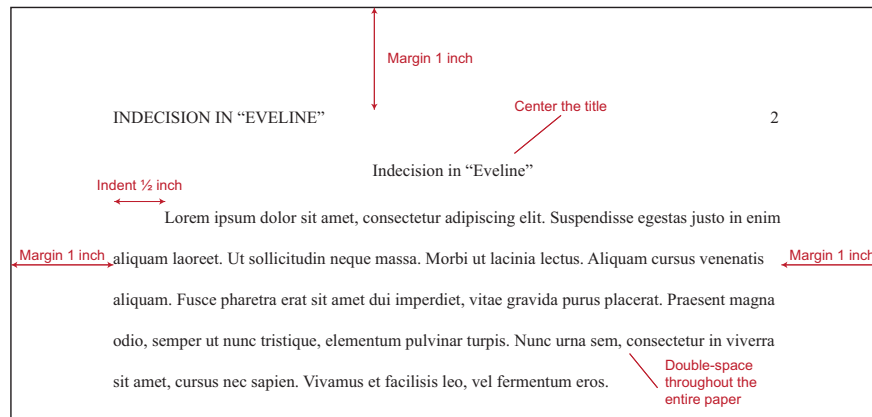 Margin 1 inch
Center the title
INDECISION IN “EVELINE” 2
Indecision in “Eveline”
Indent ½ inch
Lorem ipsum dolor sit amet, consectetur adipiscing elit. Suspendisse egestas justo in enim
Margin 1 inch aliquam laoreet. Ut sollicitudin neque massa. Morbi ut lacinia lectus. Aliquam cursus venenatis Margin 1 inch
aliquam. Fusce pharetra erat sit amet dui imperdiet, vitae gravida purus placerat. Praesent magna
odio, semper ut nunc tristique, elementum pulvinar turpis. Nunc urna sem, consectetur in viverra
sit amet, cursus nec sapien. Vivamus et facilisis leo, vel fermentum eros.
Double-space
throughout the
entire paper